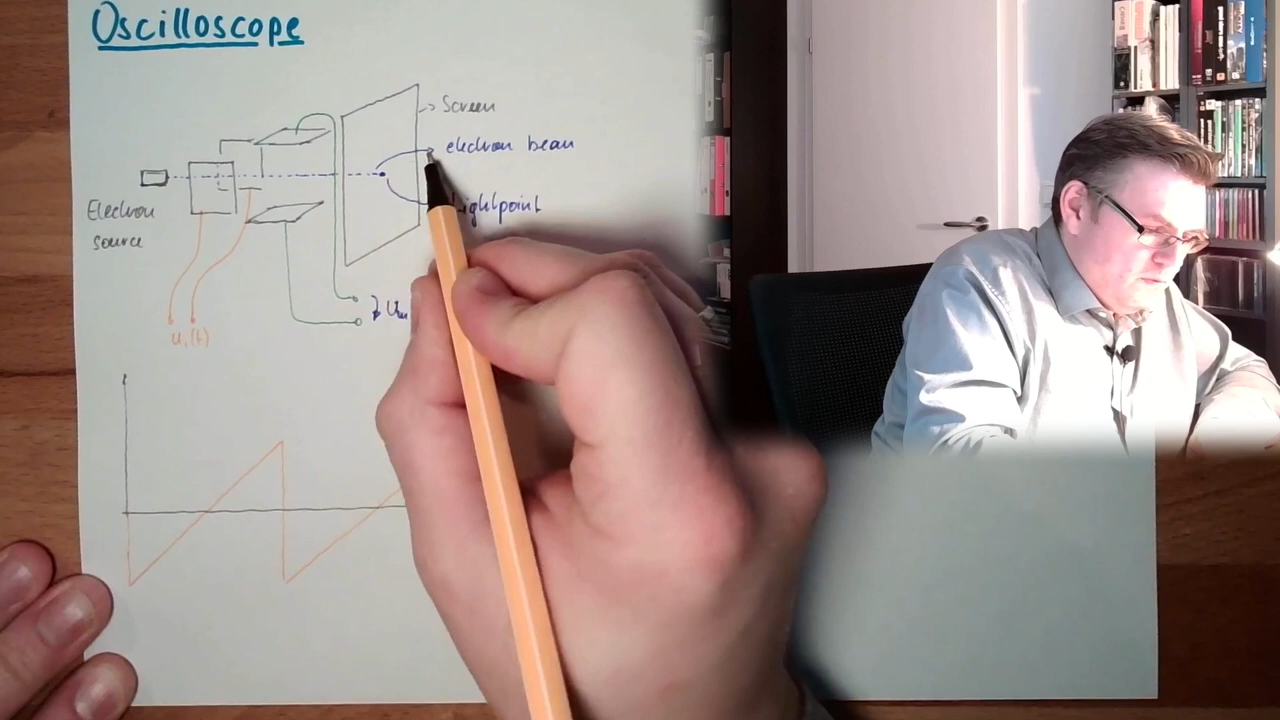 Oscilloscope
Screen
electron beam
Lightpoint
Electron
source
u₁(t)